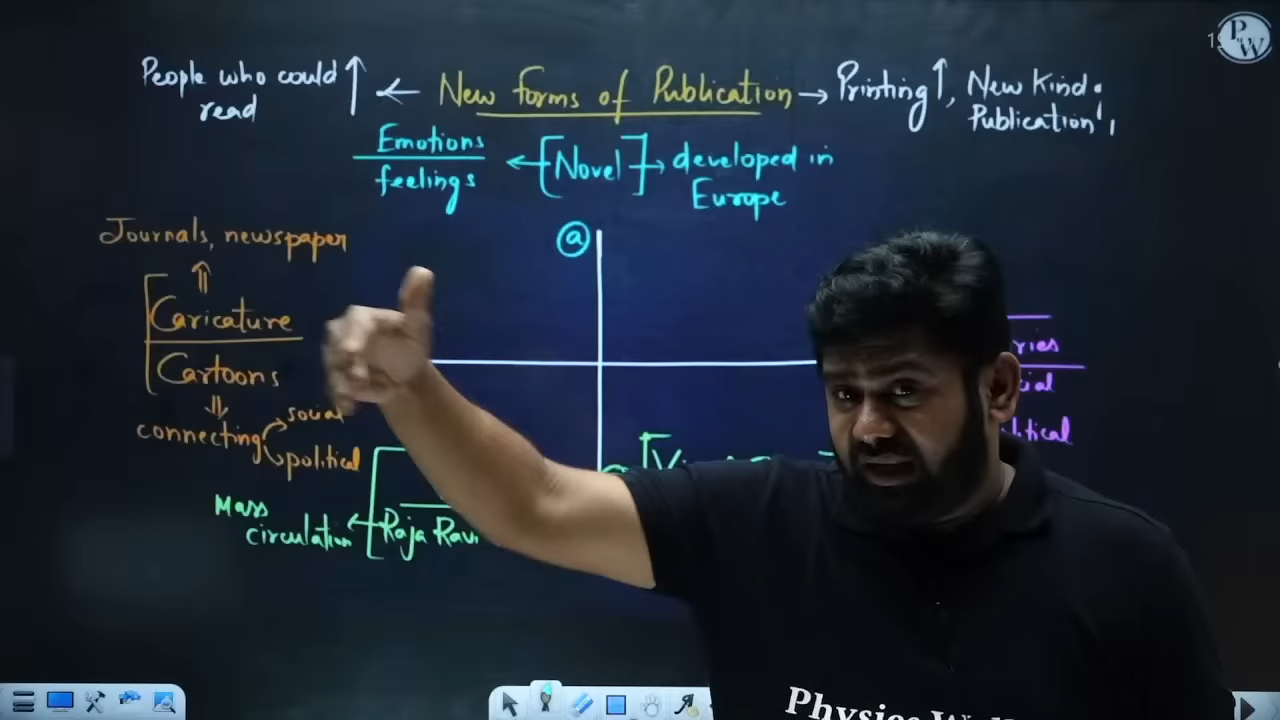 People who could
read
New forms of Publication
Printing, New Kind
Publication
Emotions
feelings
[Novel]
developed in
Europe
Journals, newspaper
a
Caricature
Cartoons
connecting
social
political
Mass
circulation
Raja Ravi
PW
Physics